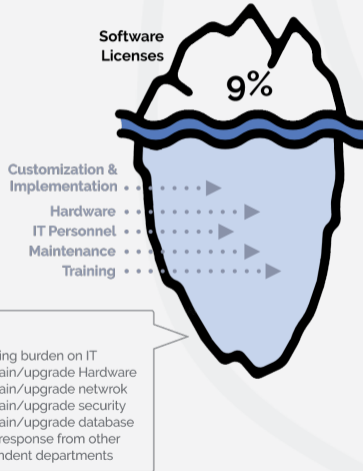 Software
Licenses
9%
Customization &
Implementation
Hardware
IT Personnel
Maintenance
Training
ing burden on IT
ain/upgrade Hardware
ain/upgrade netwrok
ain/upgrade security
ain/upgrade database
response from other
ndent departments